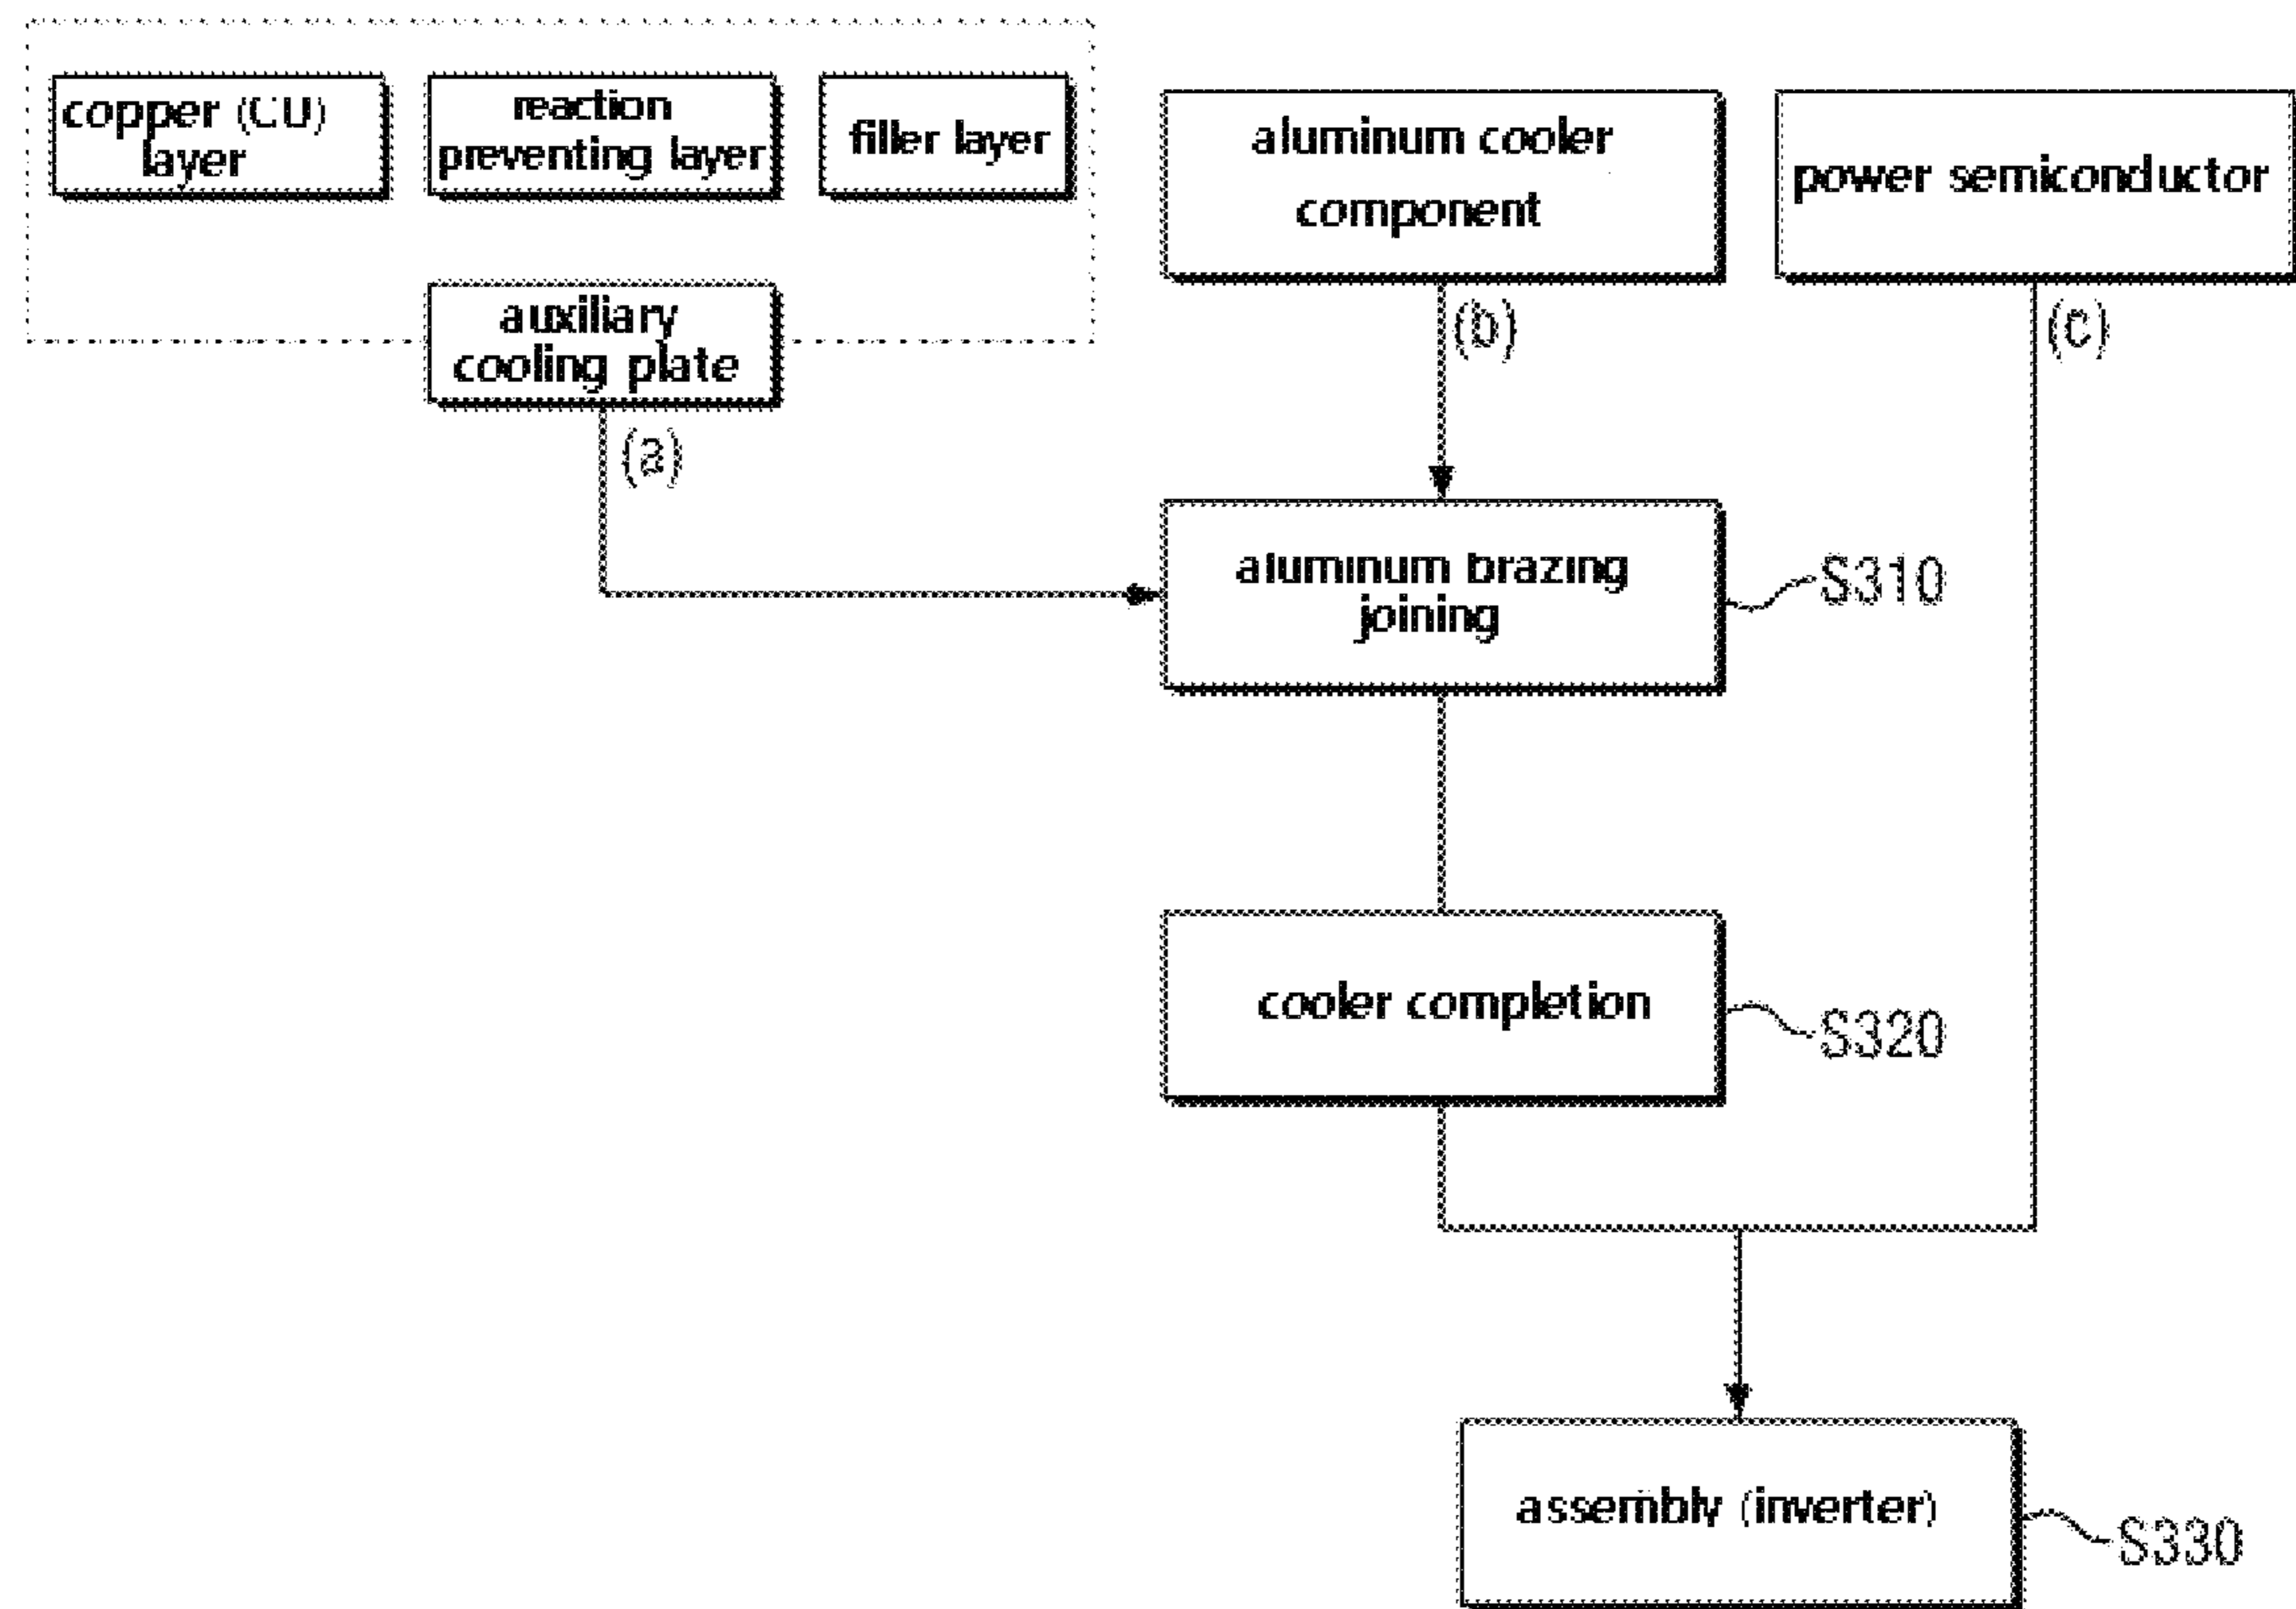 copper (CU)
layer
reaction
preventing layer
filler layer
aluminum cooler
component
power semiconductor
auxiliary
cooling plate
(a)
(b)
(c)
aluminum brazing
joining
S310
cooler completion
S320
assembly (inverter)
S330